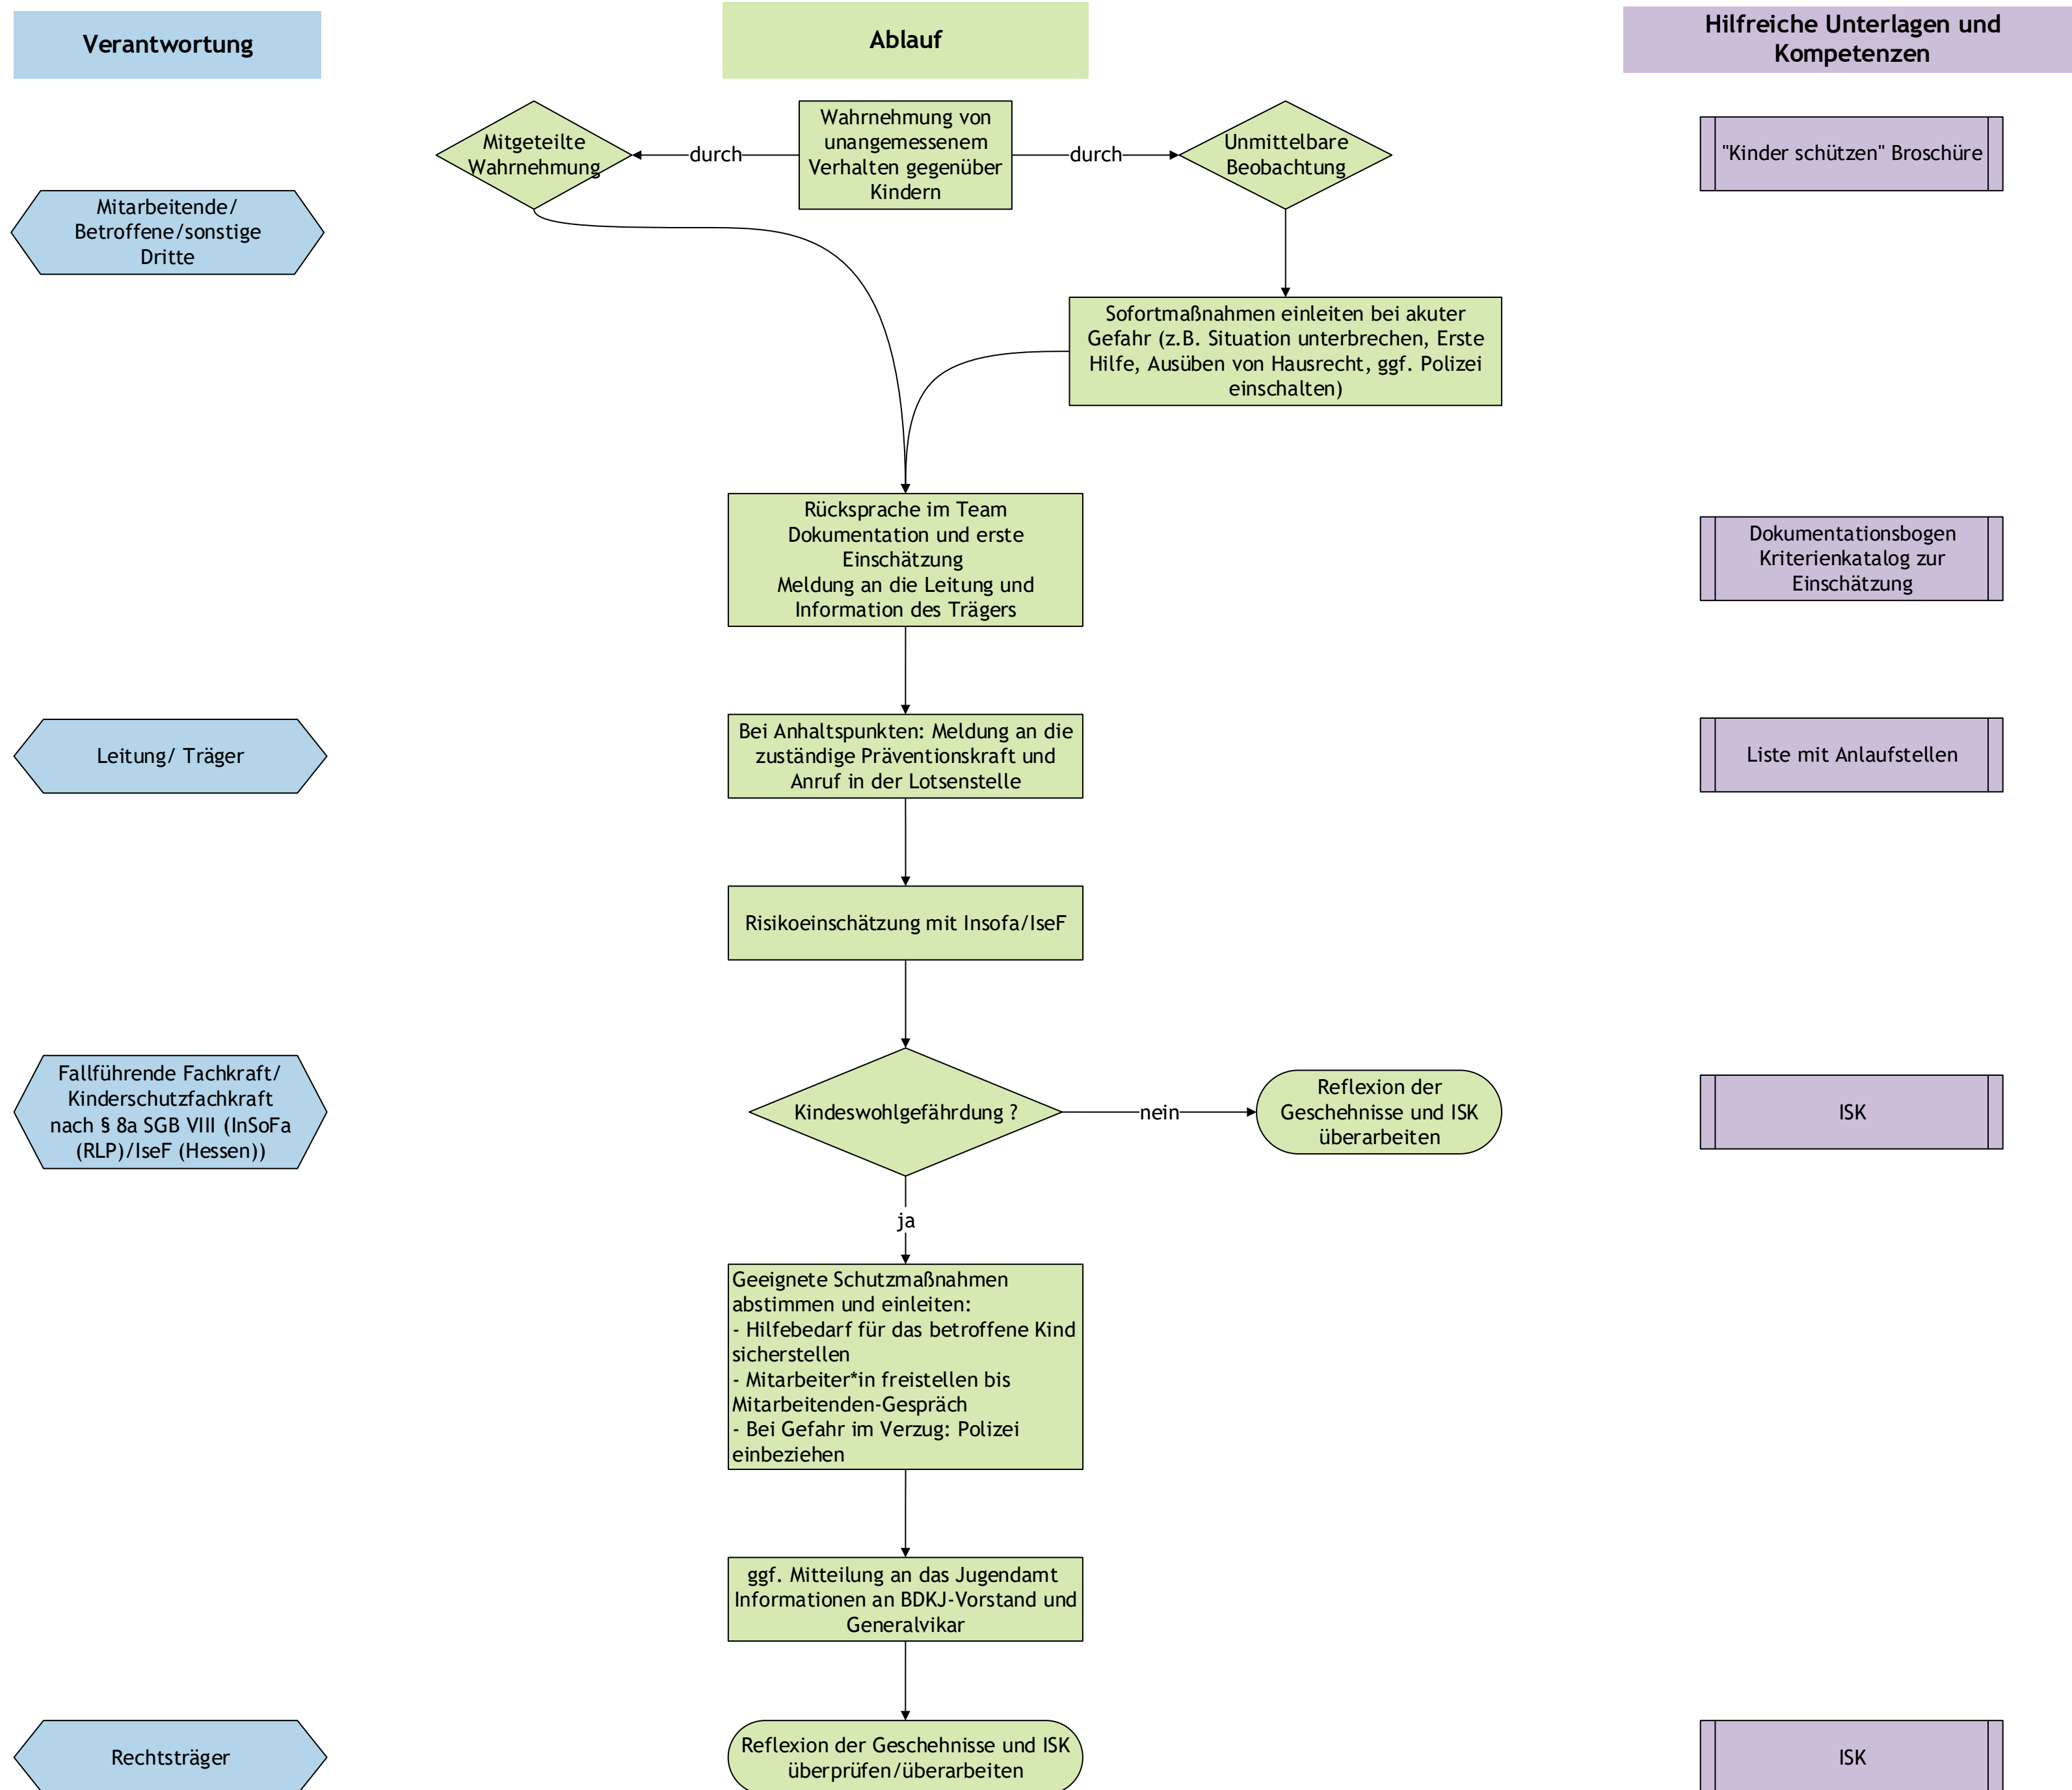 Verantwortung
Ablauf
Hilfreiche Unterlagen und
Kompetenzen
Mitgeteilte
Wahrnehmung
durch
Wahrnehmung von
unangemessenem
Verhalten gegenüber
Kindern
durch
Unmittelbare
Beobachtung
"Kinder schützen" Broschüre
Mitarbeitende/
Betroffene/sonstige
Dritte
Sofortmaßnahmen einleiten bei akuter
Gefahr (z.B. Situation unterbrechen, Erste
Hilfe, Ausüben von Hausrecht, ggf. Polizei
einschalten)
Rücksprache im Team
Dokumentation und erste
Einschätzung
Meldung an die Leitung und
Information des Trägers
Dokumentationsbogen
Kriterienkatalog zur
Einschätzung
Leitung/ Träger
Bei Anhaltspunkten: Meldung an die
zuständige Präventionskraft und
Anruf in der Lotsenstelle
Liste mit Anlaufstellen
Risikoeinschätzung mit Insofa/IseF
Fallführende Fachkraft/
Kinderschutzfachkraft
nach § 8a SGB VIII (InSoFa
(RLP)/IseF (Hessen))
Kindeswohlgefährdung ?
nein
Reflexion der
Geschehnisse und ISK
überarbeiten
ISK
ja
Geeignete Schutzmaßnahmen
abstimmen und einleiten:
- Hilfebedarf für das betroffene Kind
sicherstellen
- Mitarbeiter*in freistellen bis
Mitarbeitenden-Gespräch
- Bei Gefahr im Verzug: Polizei
einbeziehen
ggf. Mitteilung an das Jugendamt
Informationen an BDKJ-Vorstand und
Generalvikar
Rechtsträger
Reflexion der Geschehnisse und ISK
überprüfen/überarbeiten
ISK